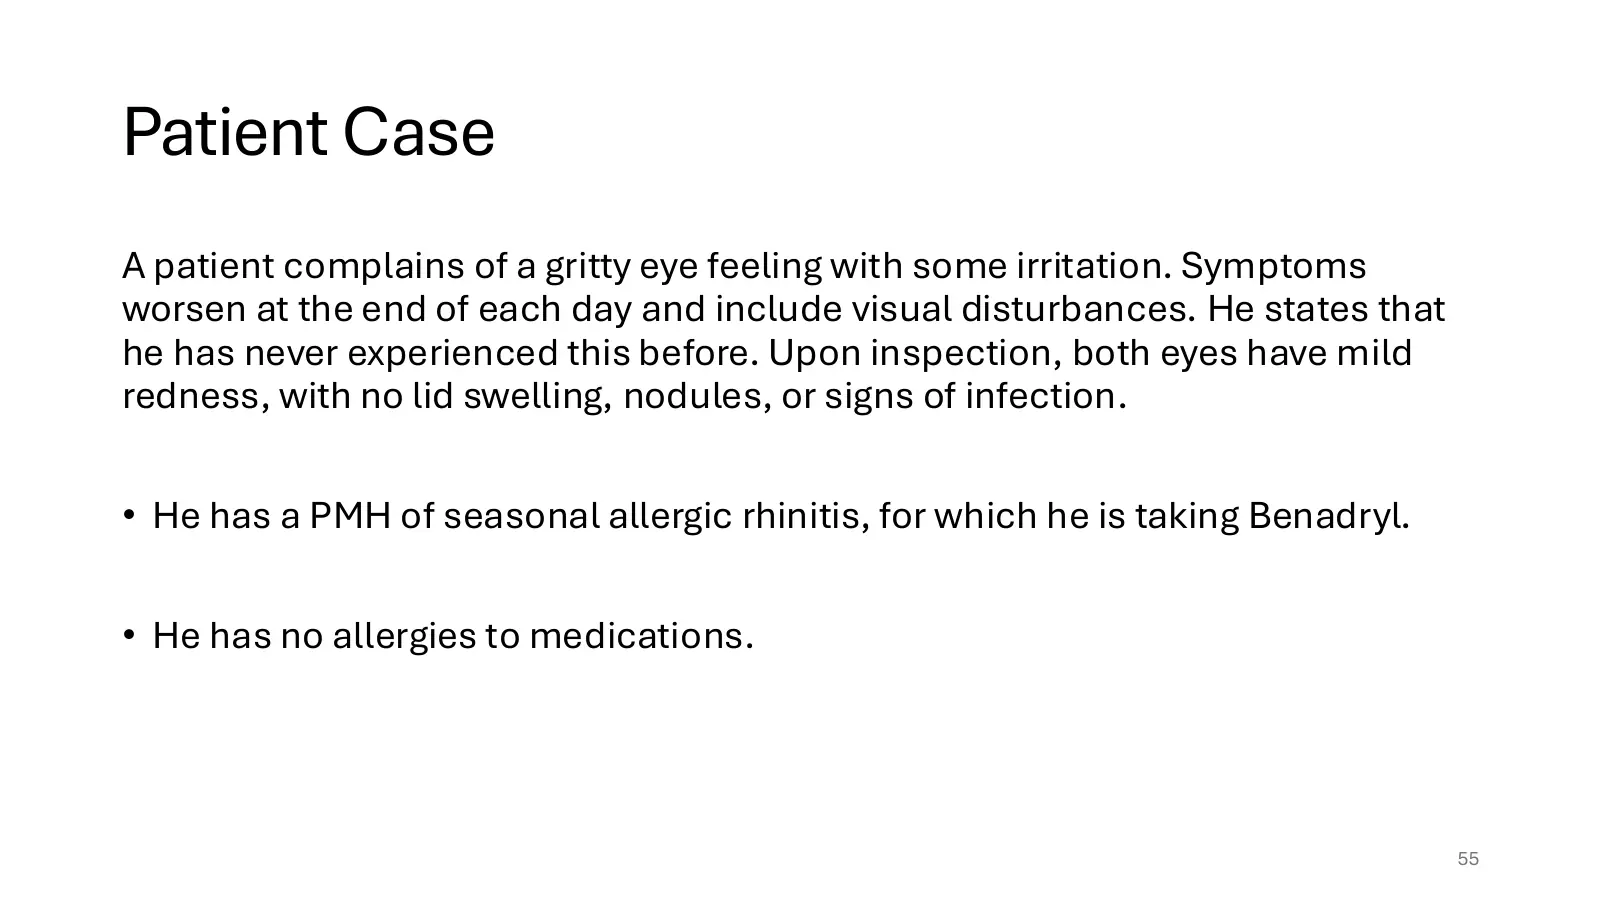 Patient Case
A patient complains of a gritty eye feeling with some irritation. Symptoms
worsen at the end of each day and include visual disturbances. He states that
he has never experienced this before. Upon inspection, both eyes have mild
redness, with no lid swelling, nodules, or signs of infection.
• He has a PMH of seasonal allergic rhinitis, for which he is taking Benadryl.
• He has no allergies to medications.
55